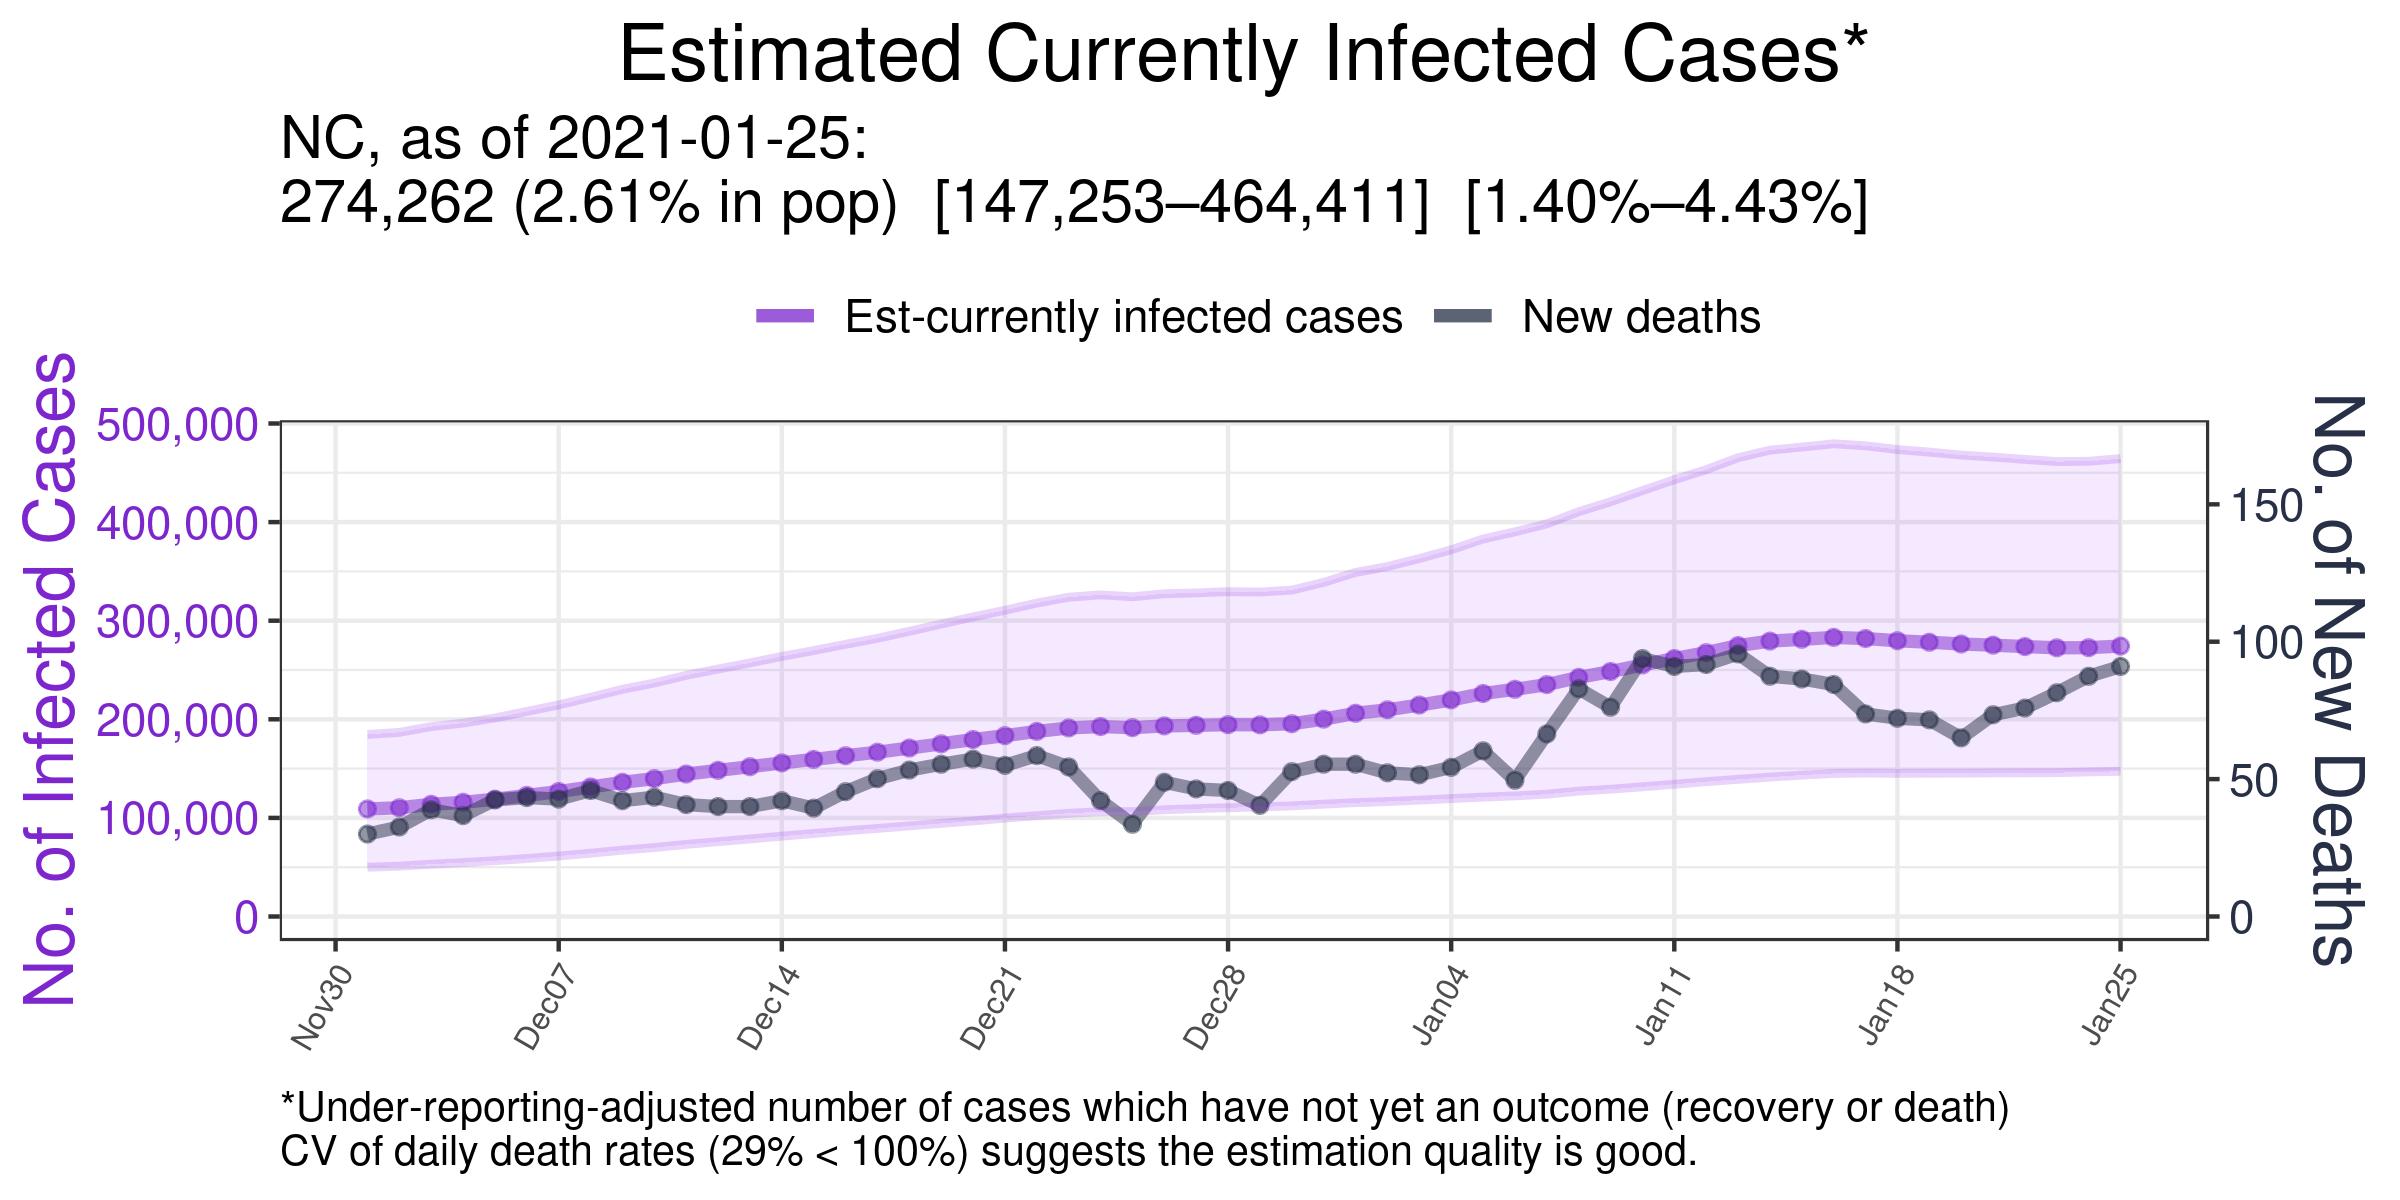 Estimated Currently Infected Cases*
NC, as of 2021-01-25:
274,262 (2.61% in pop)  [147,253–464,411]  [1.40%–4.43%]
Est-currently infected cases
New deaths
No. of Infected Cases
500,000
400,000
300,000
200,000
100,000
0
No. of New Deaths
150
100
50
0
Nov30
Dec07
Dec14
Dec21
Dec28
Jan04
Jan11
Jan18
Jan25
*Under-reporting-adjusted number of cases which have not yet an outcome (recovery or death)
CV of daily death rates (29% < 100%) suggests the estimation quality is good.